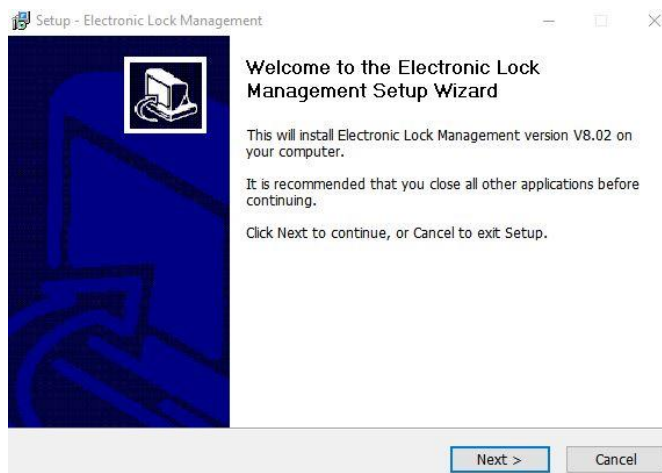 Setup - Electronic Lock Management
Welcome to the Electronic Lock
Management Setup Wizard
This will install Electronic Lock Management version V8.02 on
your computer.
It is recommended that you close all other applications before
continuing.
Click Next to continue, or Cancel to exit Setup.
Next >
Cancel